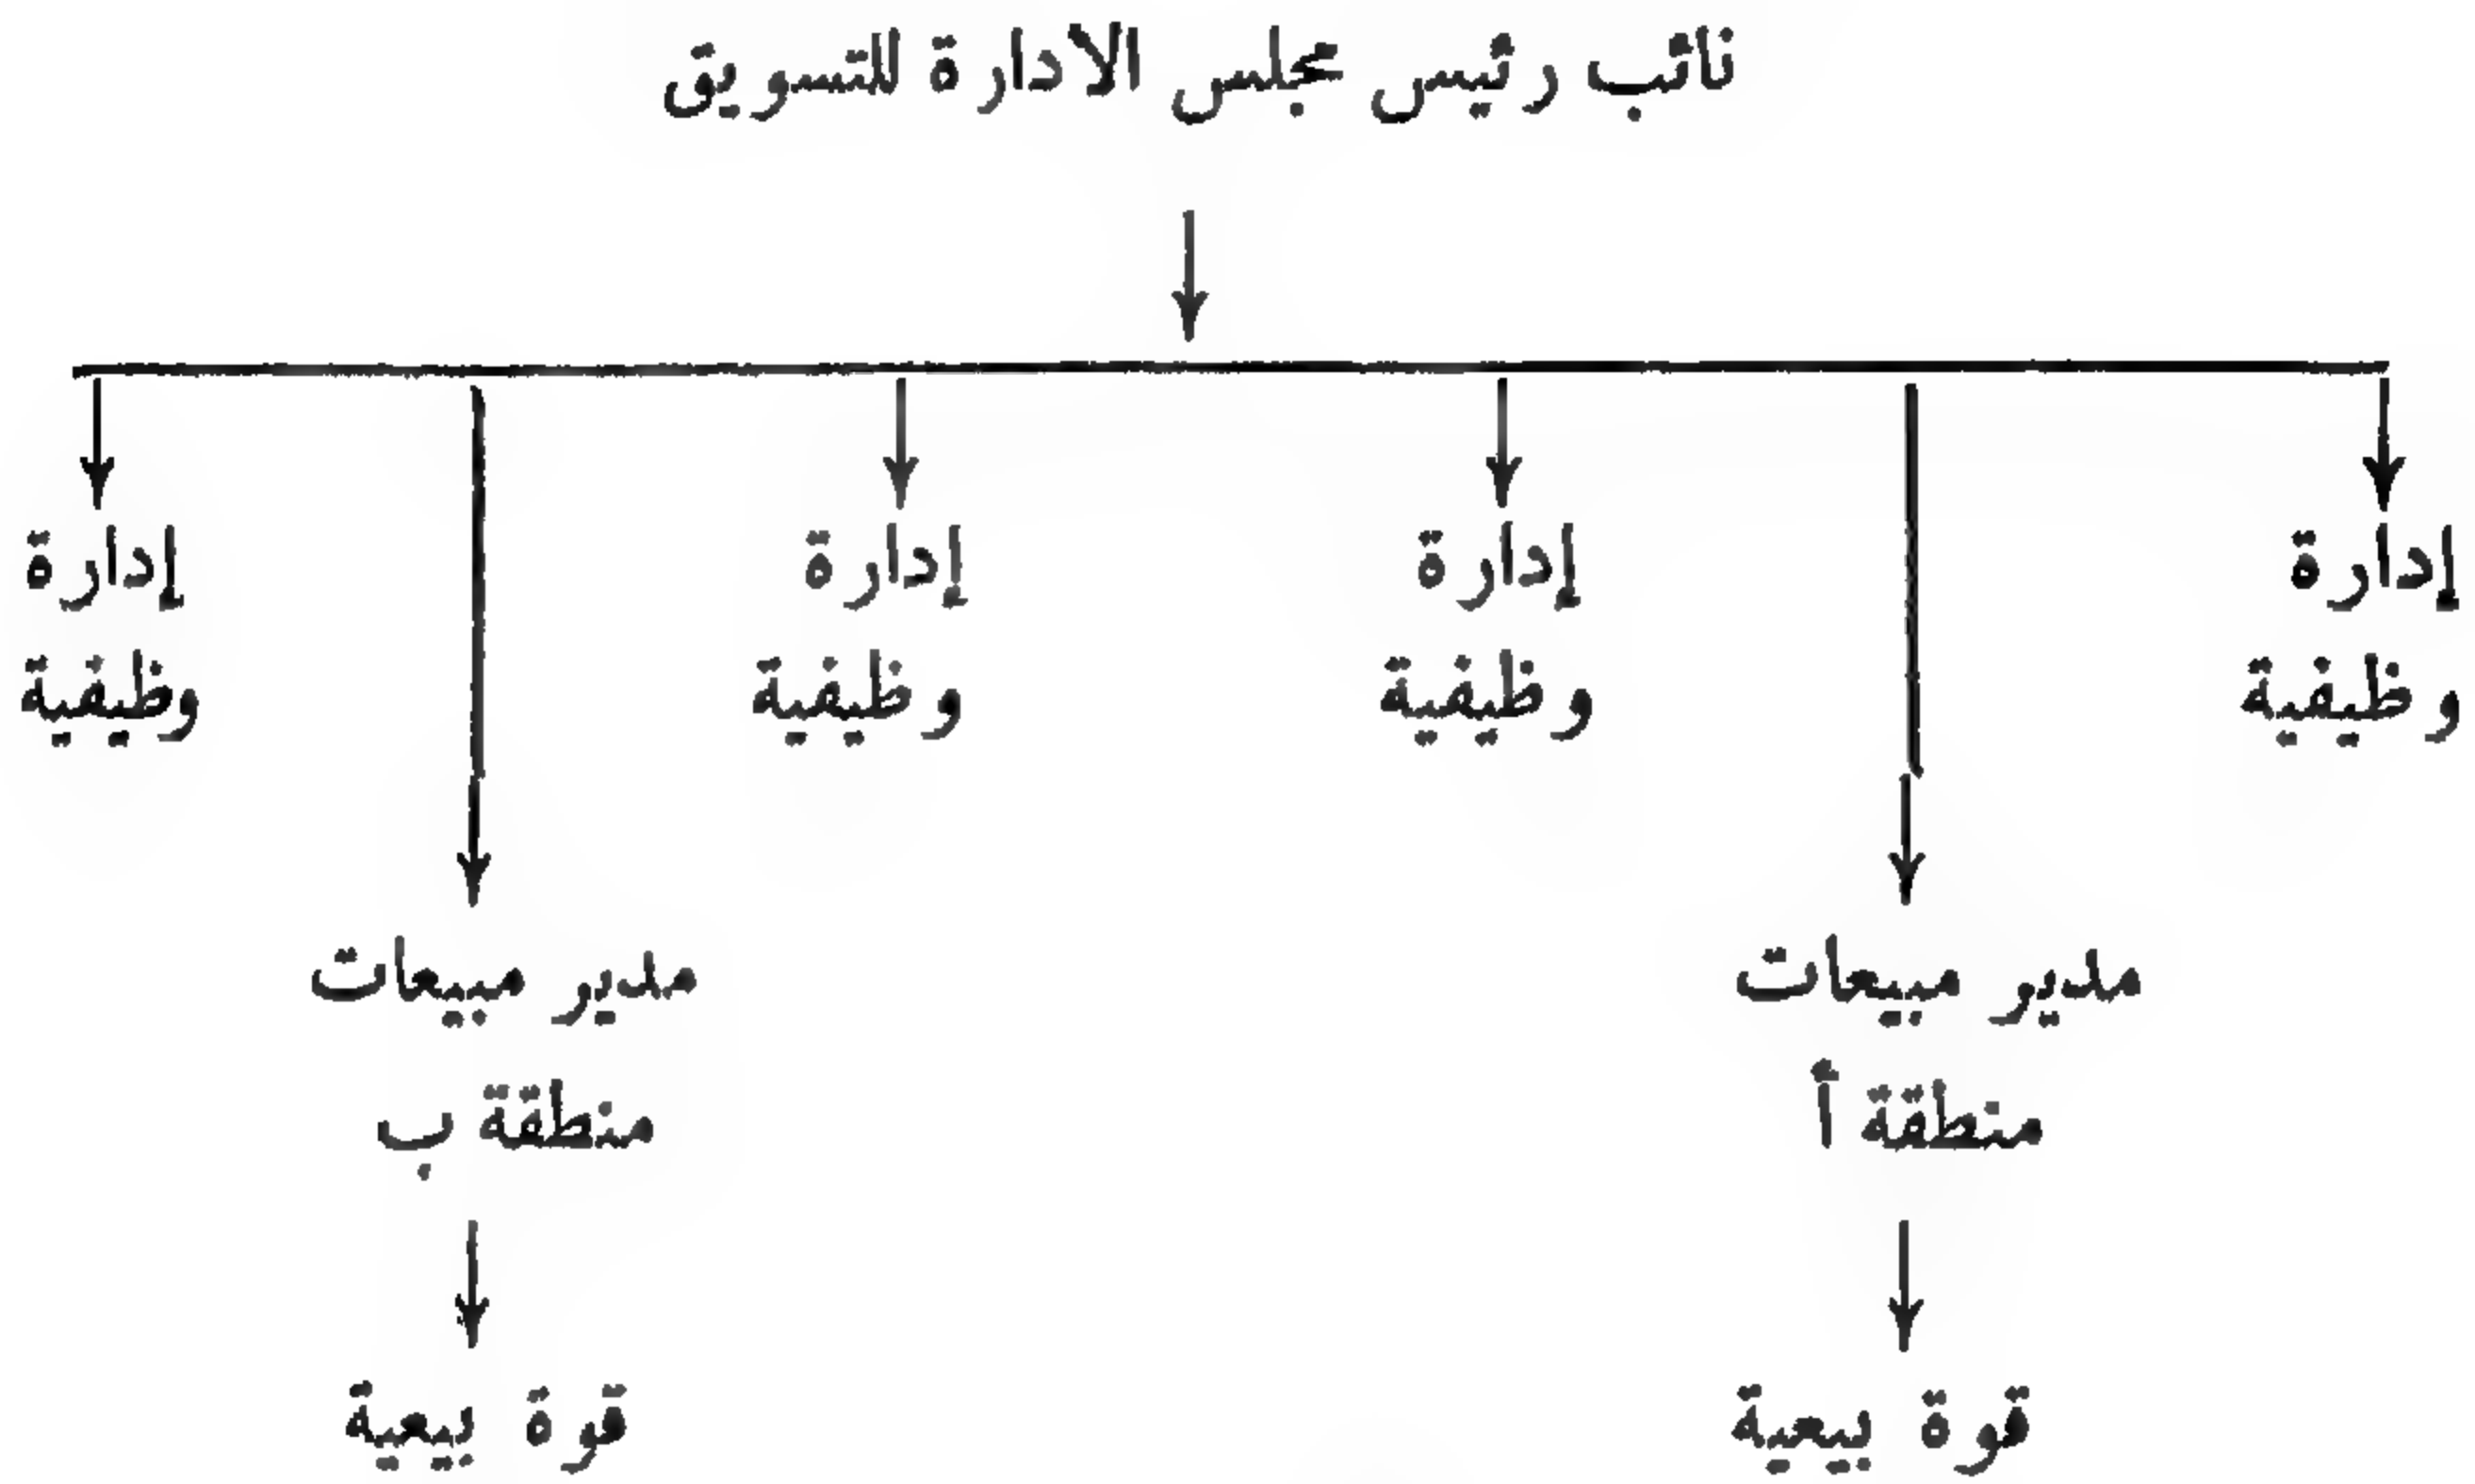 نائب رئيس مجلس الادارة للتسويق
إدارة
وظيفية
إدارة
وظيفية
إدارة
وظيفية
إدارة
وظيفية
مدير مبيعات
منطقة أ
قوة بيعية
مدير مبيعات
منطقة ب
قوة بيعية